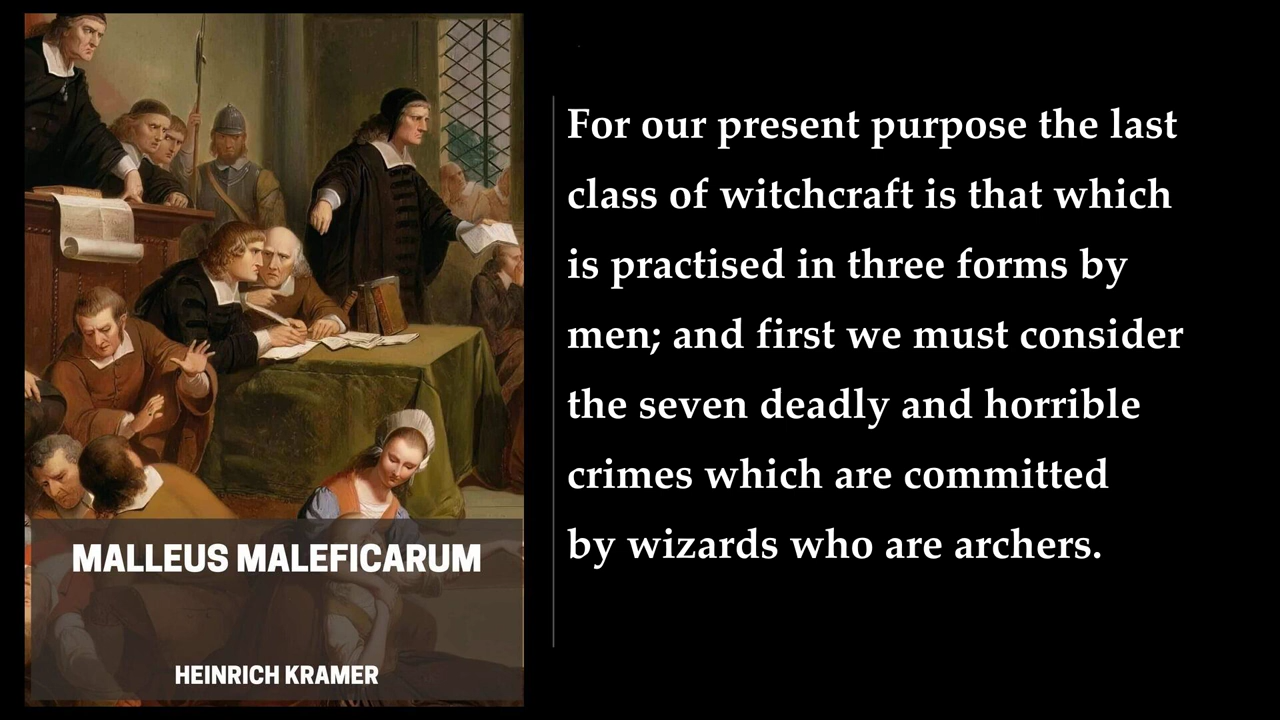 MALLEUS MALEFICARUM
HEINRICH KRAMER
For our present purpose the last
class of witchcraft is that which
is practised in three forms by
men; and first we must consider
the seven deadly and horrible
crimes which are committed
by wizards who are archers.